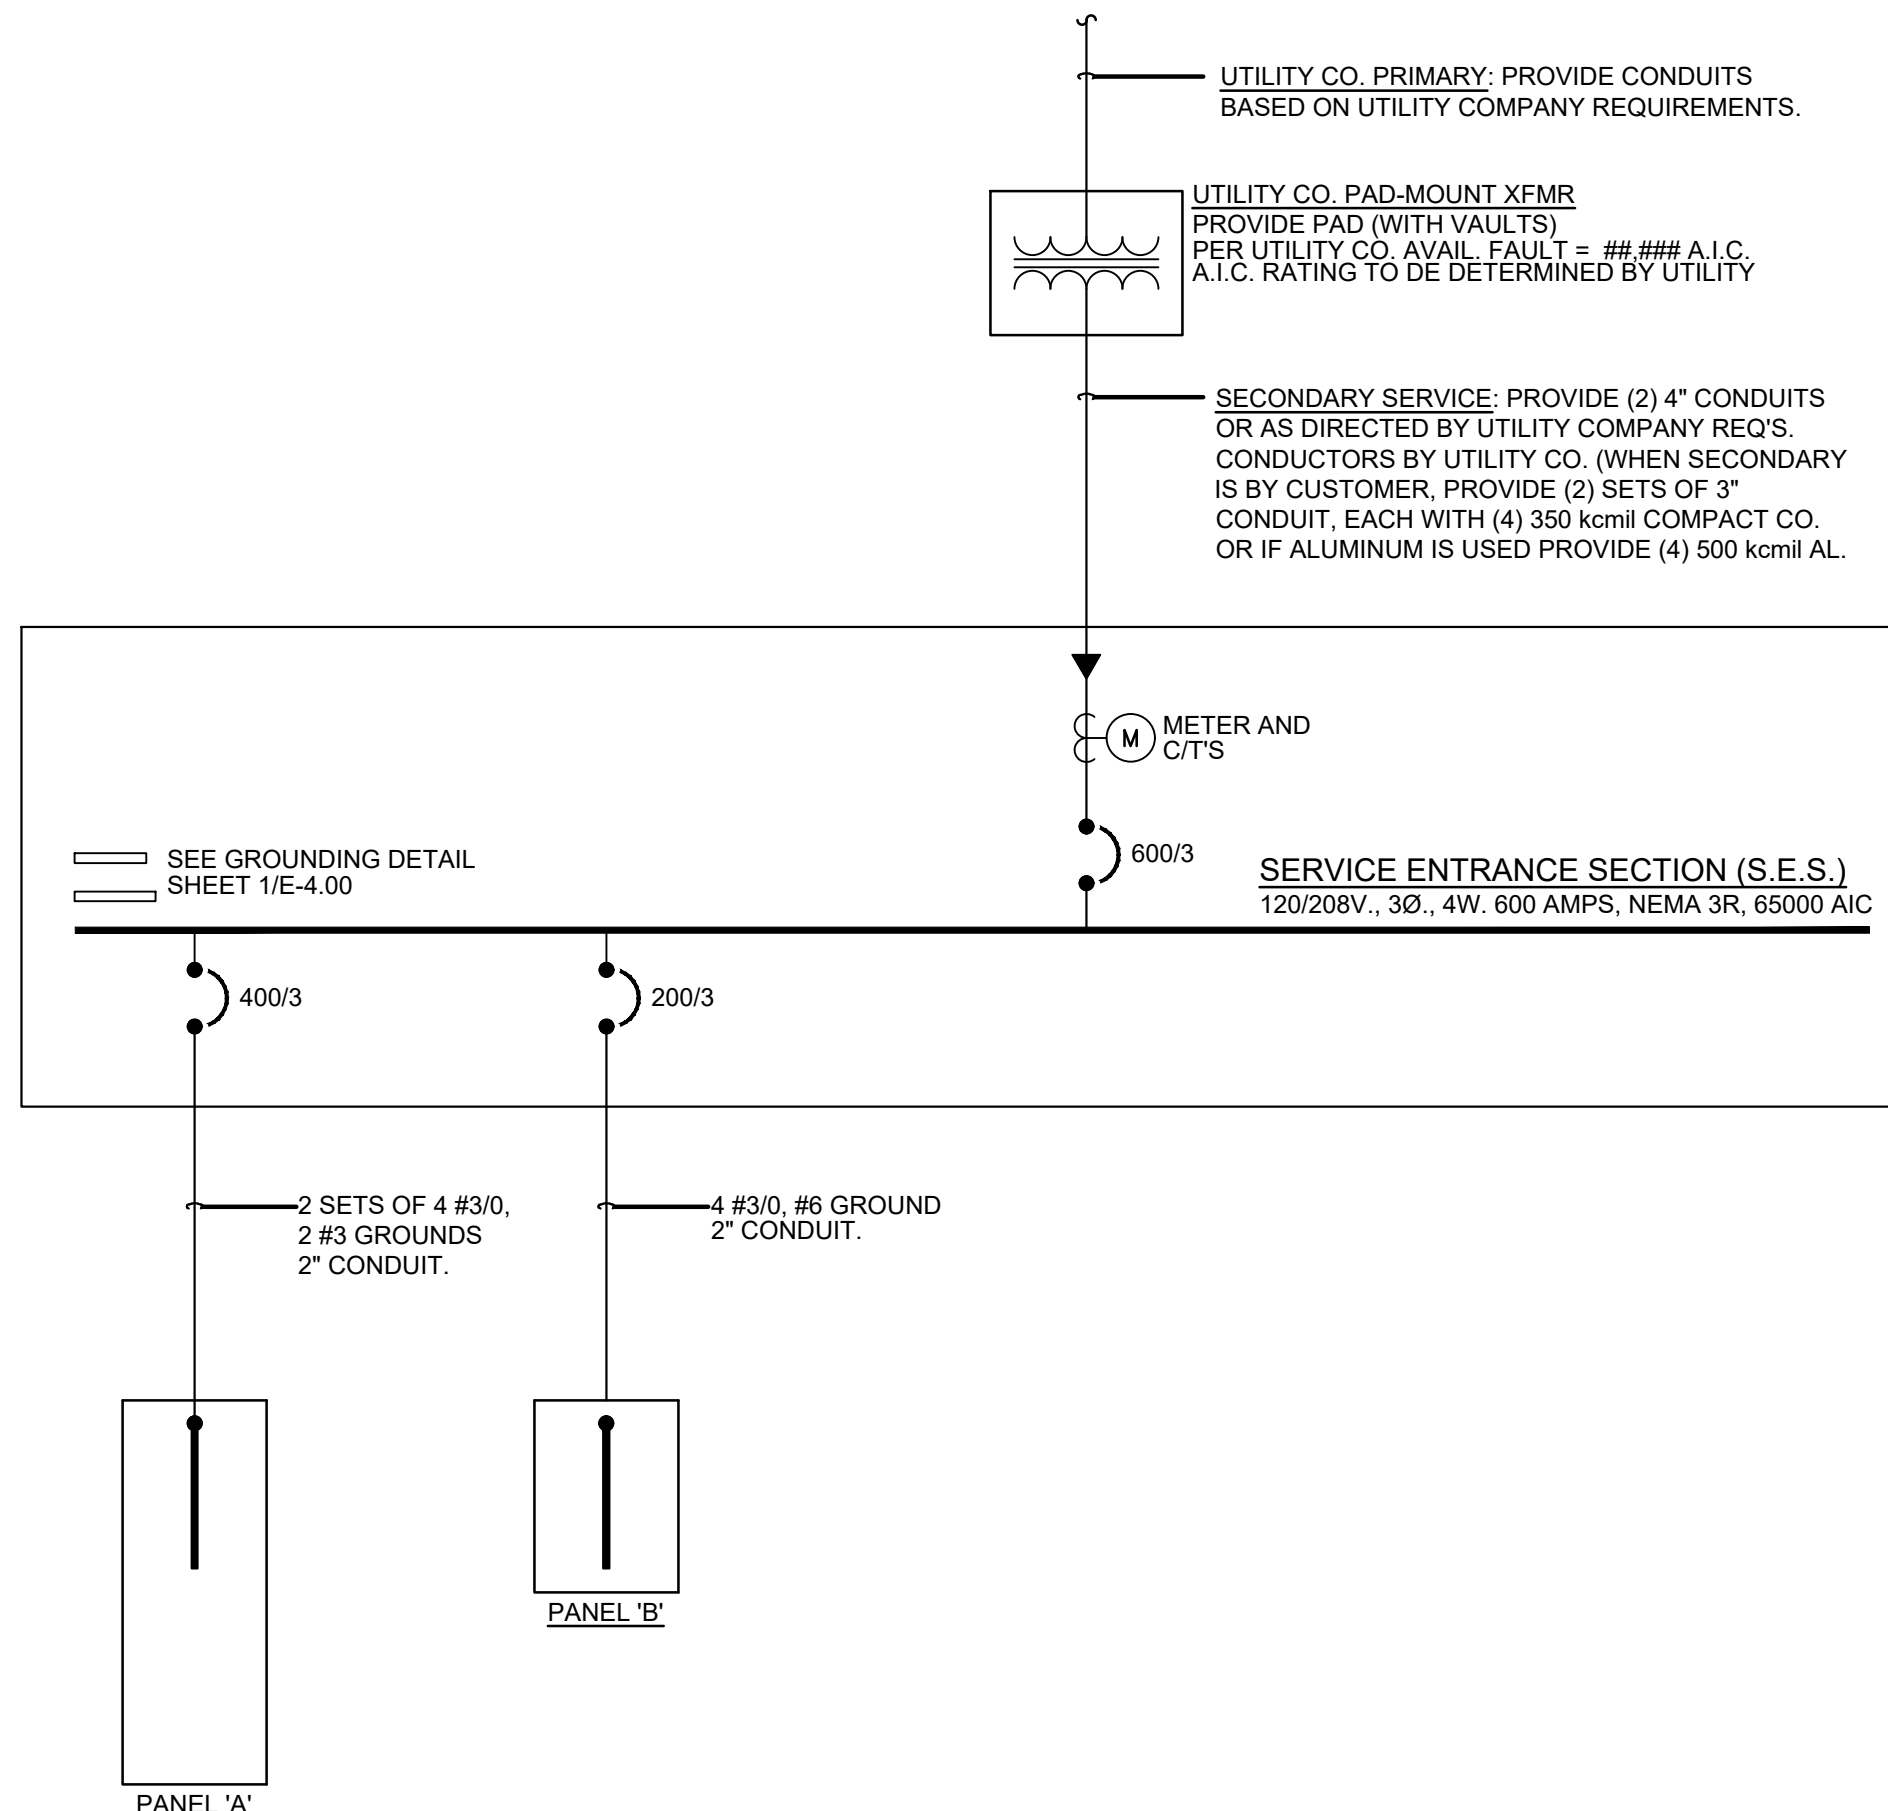 UTILITY CO. PRIMARY: PROVIDE CONDUITS
BASED ON UTILITY COMPANY REQUIREMENTS.
UTILITY CO. PAD-MOUNT XFMR
PROVIDE PAD (WITH VAULTS)
PER UTILITY CO. AVAIL. FAULT = ##,### A.I.C.
A.I.C. RATING TO DE DETERMINED BY UTILITY
SECONDARY SERVICE: PROVIDE (2) 4" CONDUITS
OR AS DIRECTED BY UTILITY COMPANY REQ'S.
CONDUCTORS BY UTILITY CO. (WHEN SECONDARY
IS BY CUSTOMER, PROVIDE (2) SETS OF 3"
CONDUIT, EACH WITH (4) 350 kcmil COMPACT CO.
OR IF ALUMINUM IS USED PROVIDE (4) 500 kcmil AL.
M
METER AND
C/T'S
600/3
SEE GROUNDING DETAIL
SHEET 1/E-4.00
SERVICE ENTRANCE SECTION (S.E.S.)
120/208V., 3Ø., 4W. 600 AMPS, NEMA 3R, 65000 AIC
400/3
200/3
2 SETS OF 4 #3/0,
2 #3 GROUNDS
2" CONDUIT.
4 #3/0, #6 GROUND
2" CONDUIT.
PANEL 'B'
PANEL 'A'